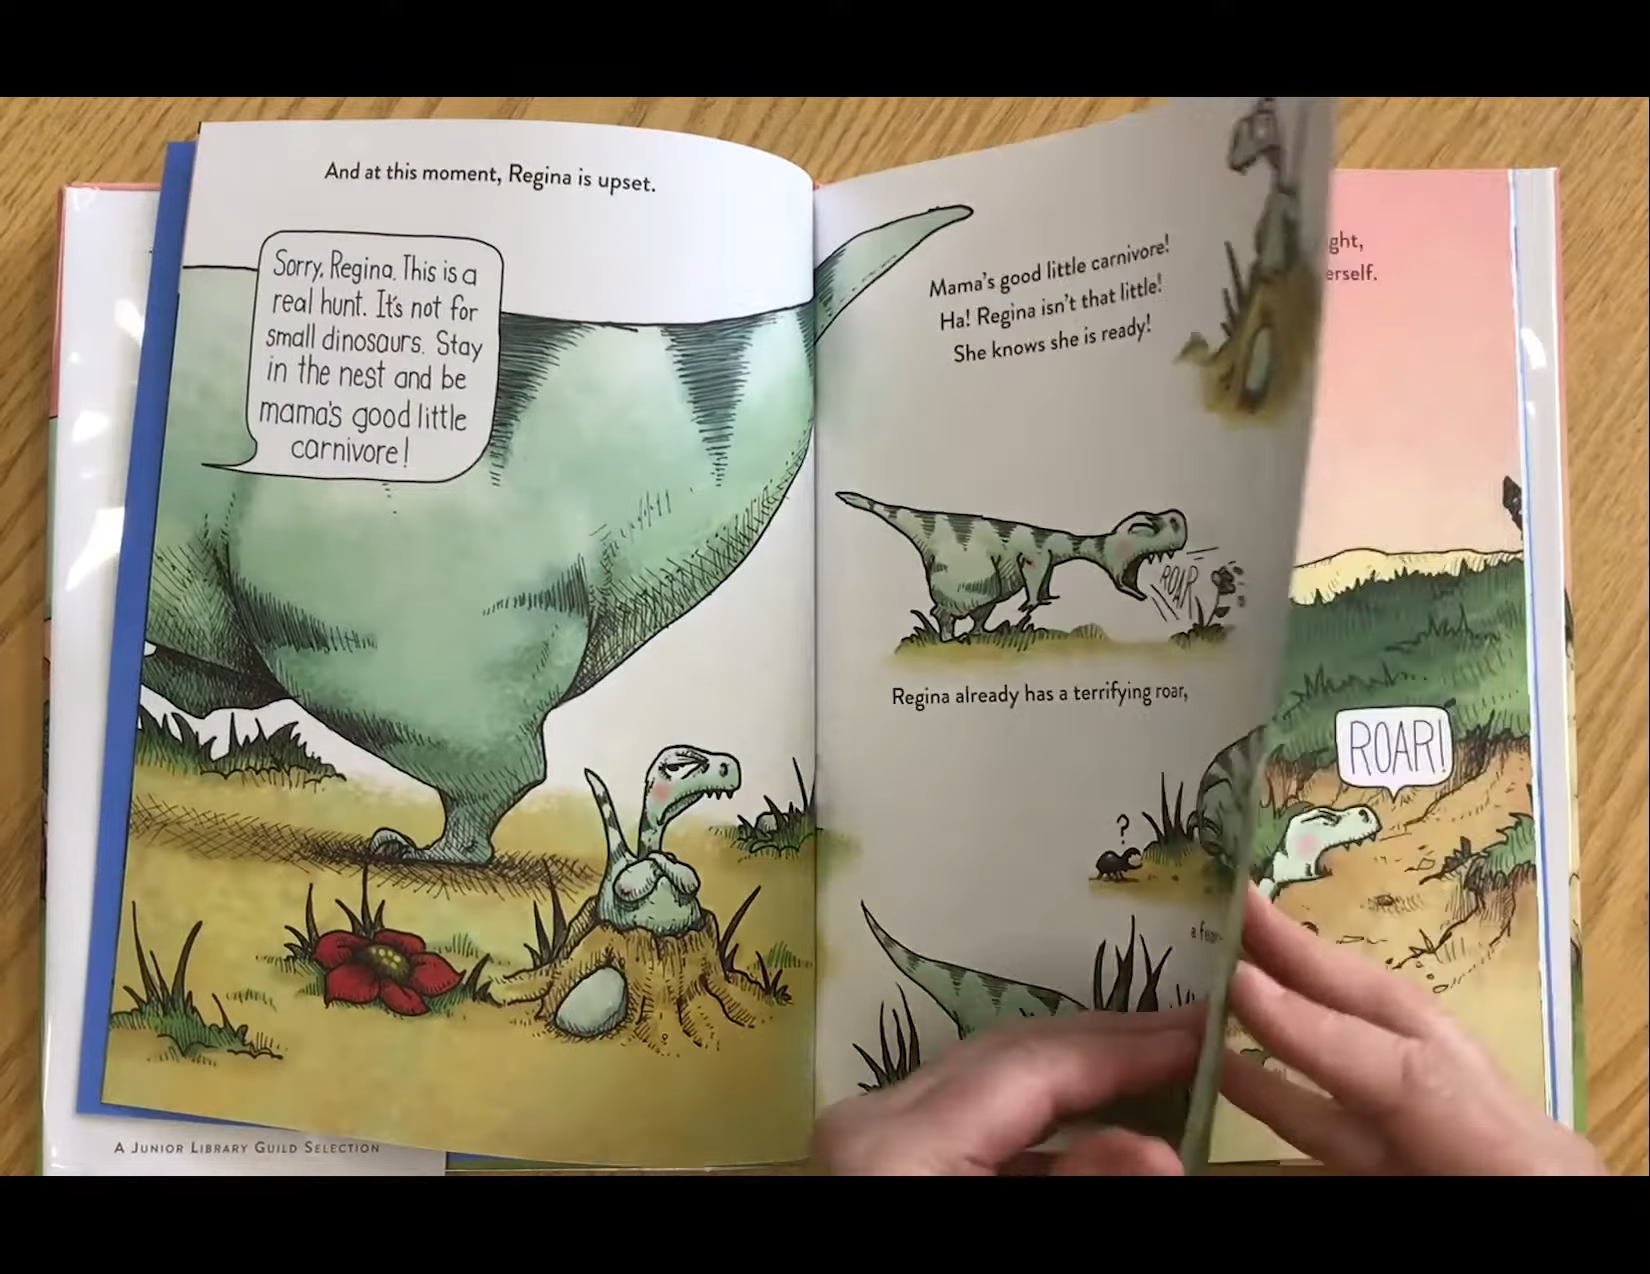 And at this moment, Regina is upset.
Sorry, Regina. This is a
real hunt. It's not for
small dinosaurs. Stay
in the nest and be
mama's good little
carnivore!
A JUNIOR LIBRARY GUILD SELECTION
Mama's good little carnivore!
Ha! Regina isn't that little!
She knows she is ready!
ROAR
Regina already has a terrifying roar,
?
a
ght,
erself.
ROAR!